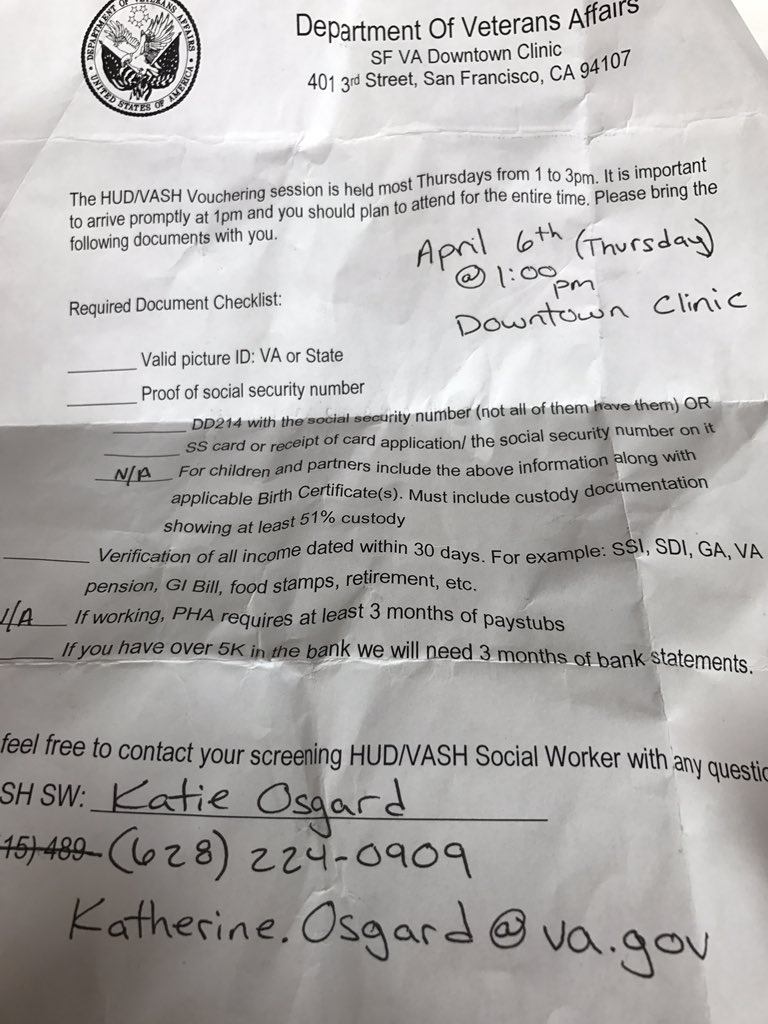 DEPARTMENT OF VETERANS AFFAIRS
UNITED STATES OF AMERICA
Department Of Veterans Affairs
SF VA Downtown Clinic
401 3rd Street, San Francisco, CA 94107
The HUD/VASH Vouchering session is held most Thursdays from 1 to 3pm. It is important
to arrive promptly at 1pm and you should plan to attend for the entire time. Please bring the
following documents with you.
April 6th (Thursday)
@ 1:00 pm
Downtown Clinic
Required Document Checklist:
Valid picture ID: VA or State
Proof of social security number
DD214 with the social security number (not all of them have them) OR
SS card or receipt of card application/ the social security number on it
N/A For children and partners include the above information along with
applicable Birth Certificate(s). Must include custody documentation
showing at least 51% custody
Verification of all income dated within 30 days. For example: SSI, SDI, GA, VA
pension, GI Bill, food stamps, retirement, etc.
/A If working, PHA requires at least 3 months of paystubs
If you have over 5K in the bank we will need 3 months of bank statements.
feel free to contact your screening HUD/VASH Social Worker with any questio
SH SW: Katie Osgard
15) 489- (628) 224-0909
Katherine.Osgard@va.gov